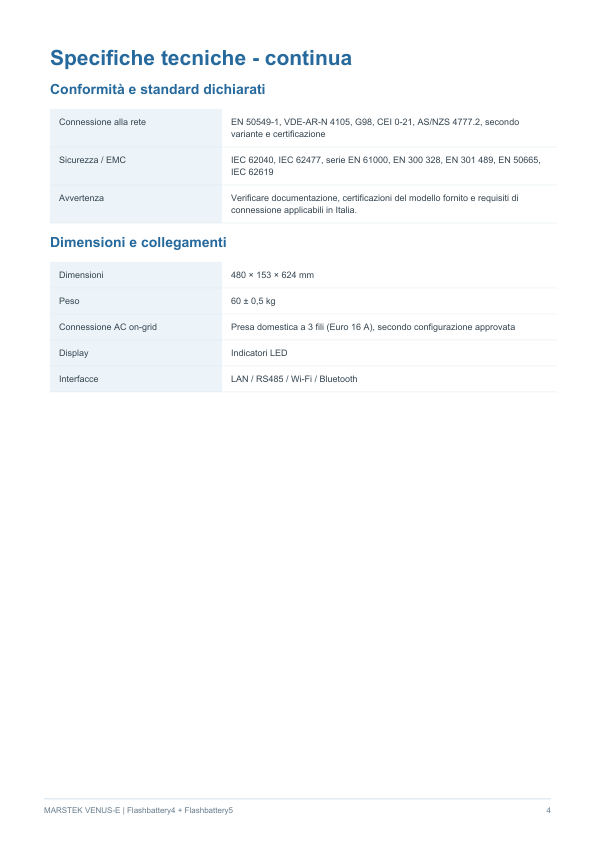 Specifiche tecniche - continua
Conformità e standard dichiarati
Connessione alla rete
EN 50549-1, VDE-AR-N 4105, G98, CEI 0-21, AS/NZS 4777.2, secondo
variante e certificazione
Sicurezza / EMC
IEC 62040, IEC 62477, serie EN 61000, EN 300 328, EN 301 489, EN 50665,
IEC 62619
Avvertenza
Verificare documentazione, certificazioni del modello fornito e requisiti di
connessione applicabili in Italia.
Dimensioni e collegamenti
Dimensioni
480 × 153 × 624 mm
Peso
60 ± 0,5 kg
Connessione AC on-grid
Presa domestica a 3 fili (Euro 16 A), secondo configurazione approvata
Display
Indicatori LED
Interfacce
LAN / RS485 / Wi-Fi / Bluetooth
MARSTEK VENUS-E | Flashbattery4 + Flashbattery5
4